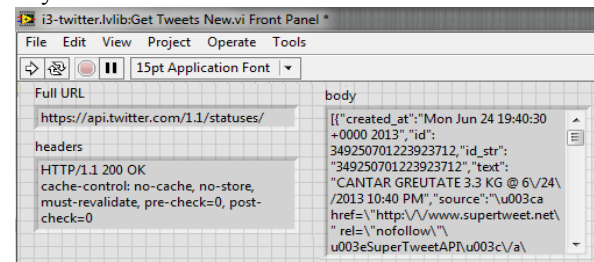 i3-twitter.lvlib:Get Tweets New.vi Front Panel *
File Edit View Project Operate Tools
15pt Application Font
Full URL
https://api.twitter.com/1.1/statuses/
headers
HTTP/1.1 200 OK
cache-control: no-cache, no-store,
must-revalidate, pre-check=0, post-
check=0
body
[{"created_at":"Mon Jun 24 19:40:30
+0000 2013","id":
349250701223923712,"id_str":
"349250701223923712","text":
"CANTAR GREUTATE 3.3 KG @ 6\/24\
/2013 10:40 PM","source":"\u003ca
href=\"http:\/\/www.supertweet.net\
" rel=\"nofollow\"\
u003eSuperTweetAPI\u003c\/a\